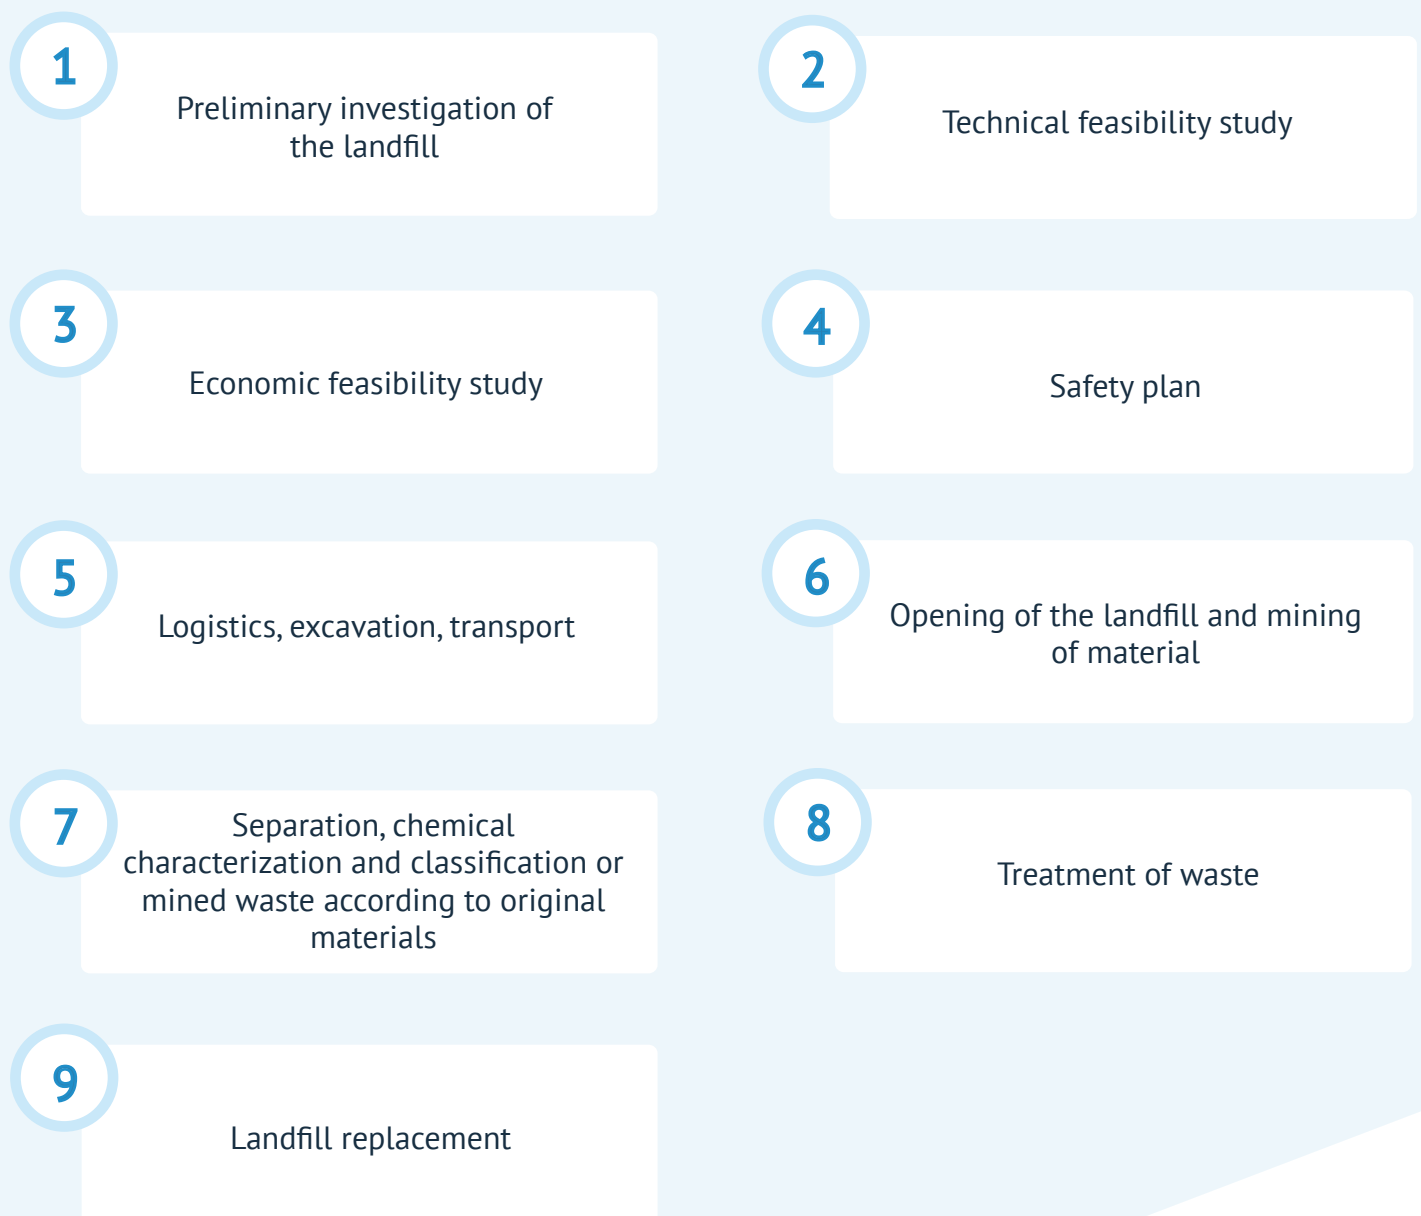 1
Preliminary investigation of
the landfill
2
Technical feasibility study
3
Economic feasibility study
4
Safety plan
5
Logistics, excavation, transport
6
Opening of the landfill and mining
of material
7
Separation, chemical
characterization and classification or
mined waste according to original
materials
8
Treatment of waste
9
Landfill replacement